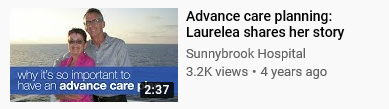 Advance care planning:
Laurelea shares her story
Sunnybrook Hospital
3.2K views • 4 years ago
why it's so important to
have an advance care
2:37